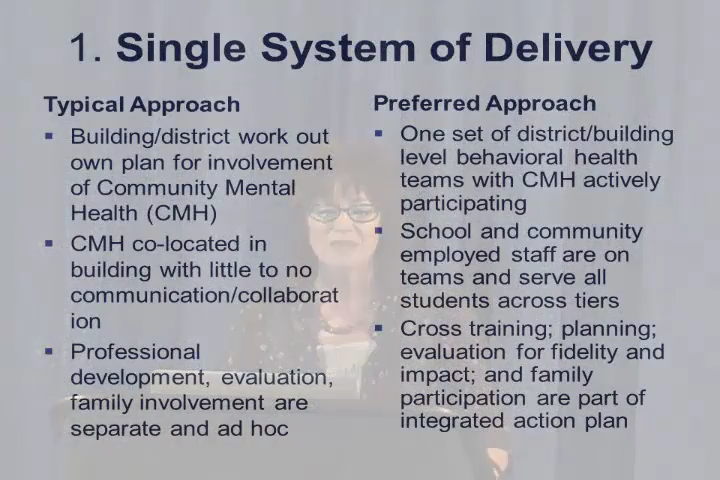 1. Single System of Delivery
Typical Approach
Building/district work out
own plan for involvement
of Community Mental
Health (CMH)
CMH co-located in
building with little to no
communication/collaborat
ion
Professional
development, evaluation,
family involvement are
separate and ad hoc
Preferred Approach
One set of district/building
level behavioral health
teams with CMH actively
participating
School and community
employed staff are on
teams and serve all
students across tiers
Cross training; planning;
evaluation for fidelity and
impact; and family
participation are part of
integrated action plan